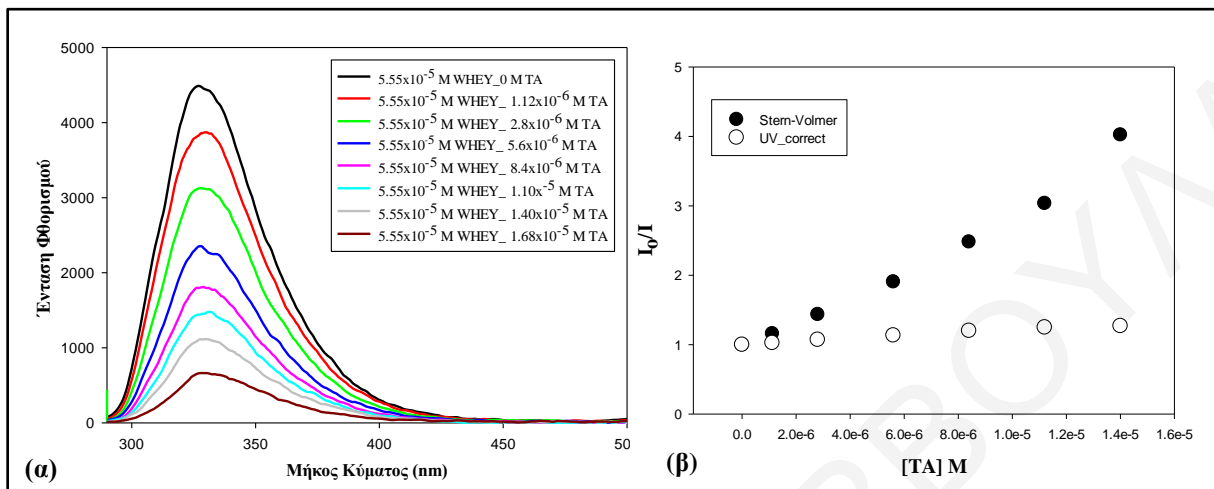 5000
4000
3000
2000
1000
0
300
350
400
450
50
Ένταση Φθορισμού
Μήκος Κύματος (nm)
(α)
5.55x10⁻⁵ M WHEY_0 M TA
5.55x10⁻⁵ M WHEY_ 1.12x10⁻⁶ M TA
5.55x10⁻⁵ M WHEY_ 2.8x10⁻⁶ M TA
5.55x10⁻⁵ M WHEY_ 5.6x10⁻⁶ M TA
5.55x10⁻⁵ M WHEY_ 8.4x10⁻⁶ M TA
5.55x10⁻⁵ M WHEY_ 1.10x⁻⁵ M TA
5.55x10⁻⁵ M WHEY_ 1.40x10⁻⁵ M TA
5.55x10⁻⁵ M WHEY_ 1.68x10⁻⁵ M TA
5
4
3
2
1
0
I₀/I
Stern-Volmer
UV_correct
0.0
2.0e-6
4.0e-6
6.0e-6
8.0e-6
1.0e-5
1.2e-5
1.4e-5
1.6e-5
[TA] M
(β)